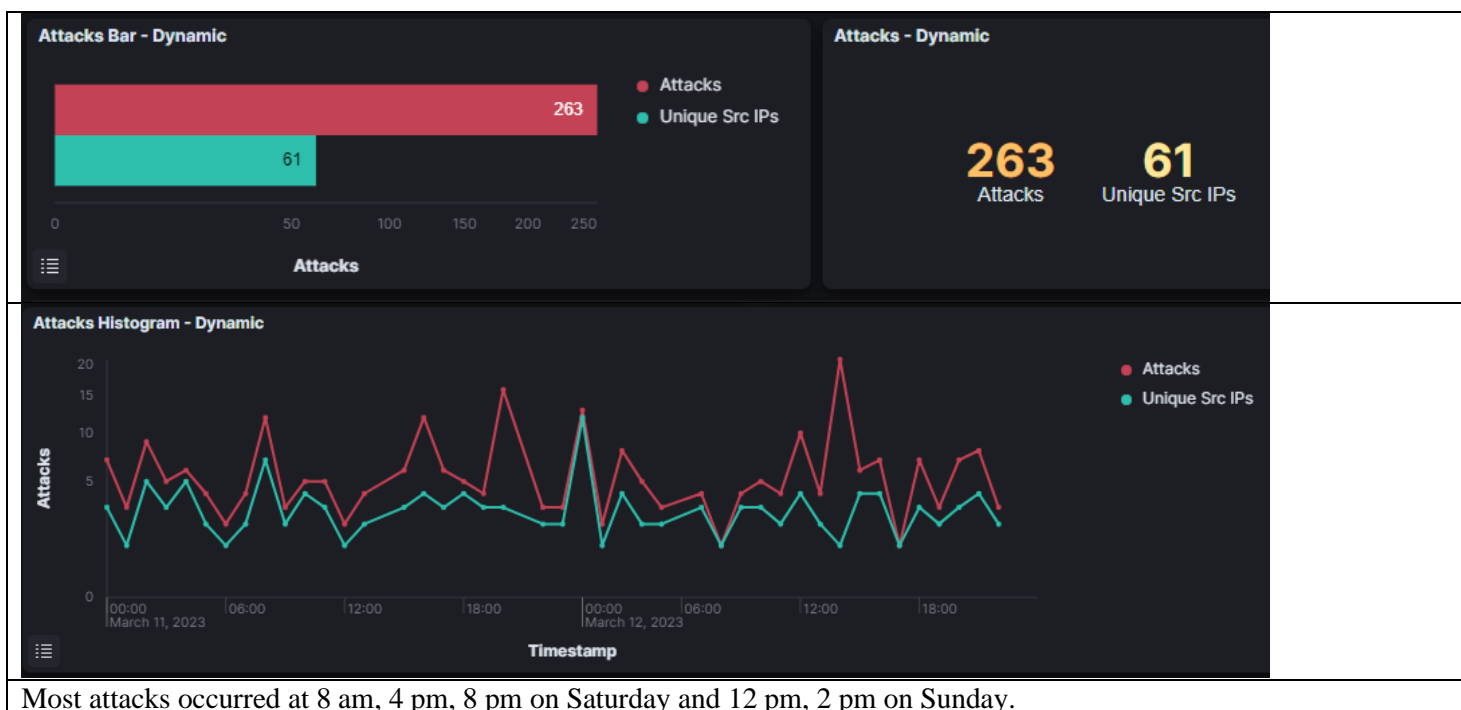 Attacks Bar - Dynamic
263
61
0 50 100 150 200 250
Attacks
Attacks
Unique Src IPs
Attacks - Dynamic
263 61
Attacks Unique Src IPs
Attacks Histogram - Dynamic
20
15
10
5
0
Attacks
00:00 06:00 12:00 18:00 00:00 06:00 12:00 18:00
March 11, 2023 March 12, 2023
Timestamp
Attacks
Unique Src IPs
Most attacks occurred at 8 am, 4 pm, 8 pm on Saturday and 12 pm, 2 pm on Sunday.